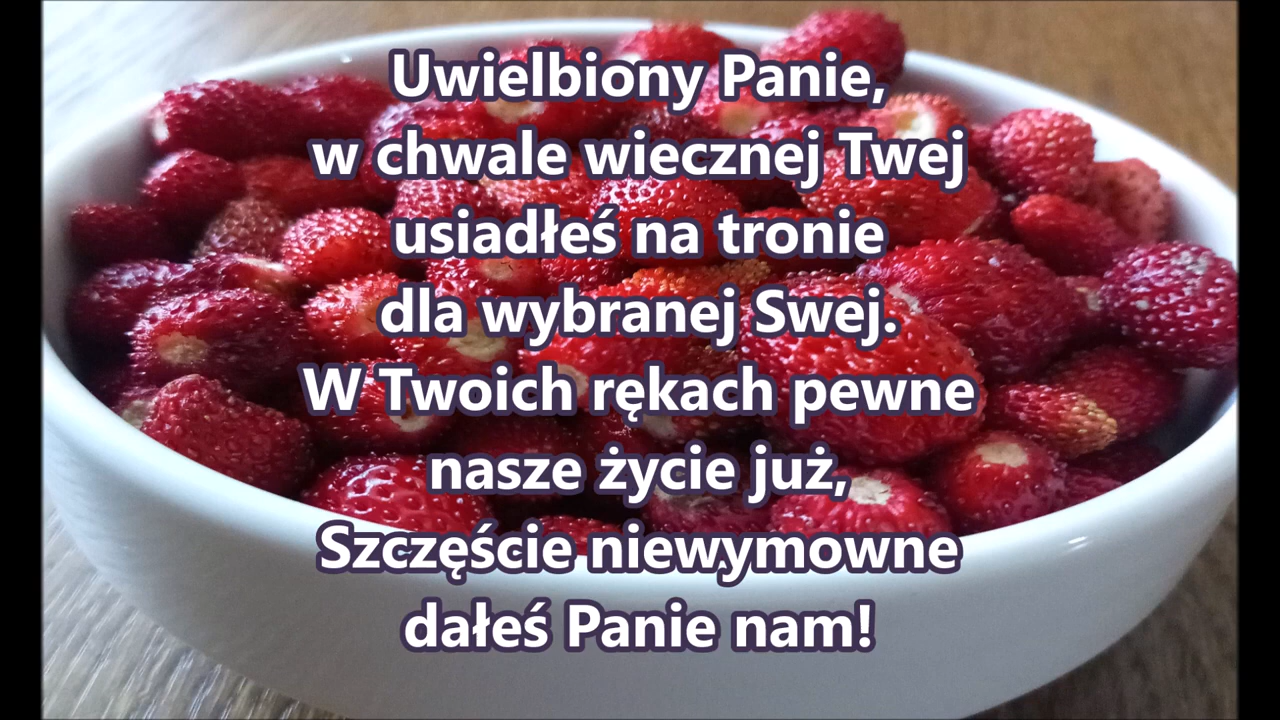 Uwielbiony Panie,
w chwale wiecznej Twej
usiadłeś na tronie
dla wybranej Swej.
W Twoich rękach pewne
nasze życie już,
Szczęście niewymowne
dałeś Panie nam!